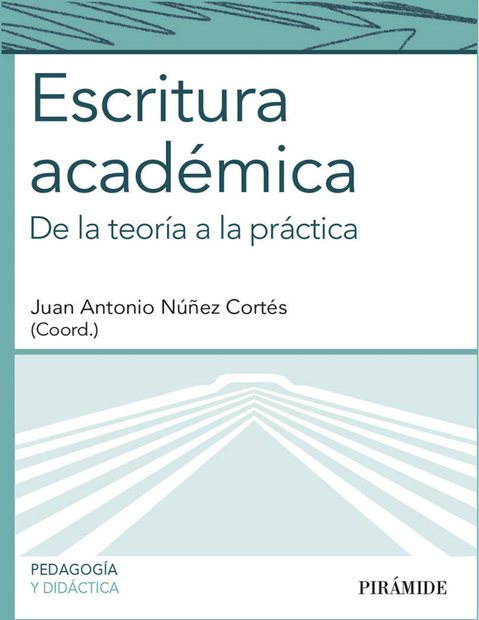 Escritura
académica
De la teoría a la práctica
Juan Antonio Núñez Cortés
(Coord.)
PEDAGOGÍA
Y DIDÁCTICA
PIRÁMIDE